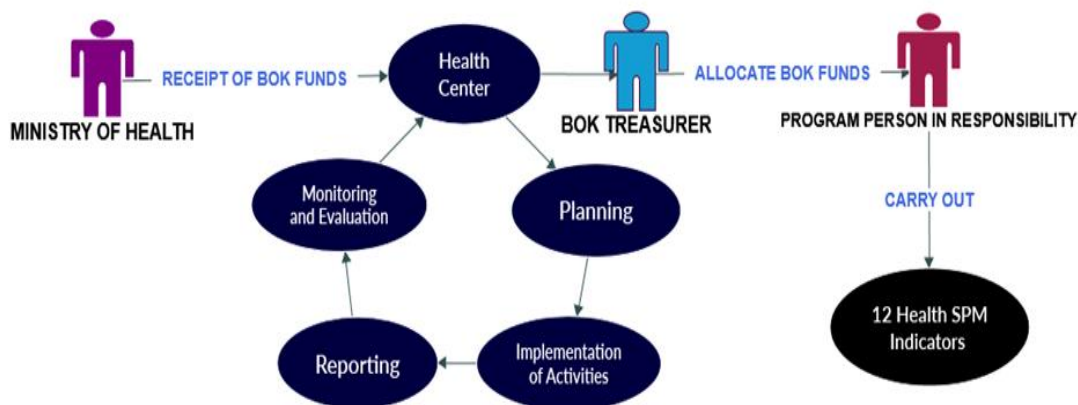 RECEIPT OF BOK FUNDS
Health
Center
ALLOCATE BOK FUNDS
MINISTRY OF HEALTH
BOK TREASURER
PROGRAM PERSON IN RESPONSIBILITY
Monitoring
and Evaluation
Planning
CARRY OUT
Reporting
Implementation
of Activities
12 Health SPM
Indicators